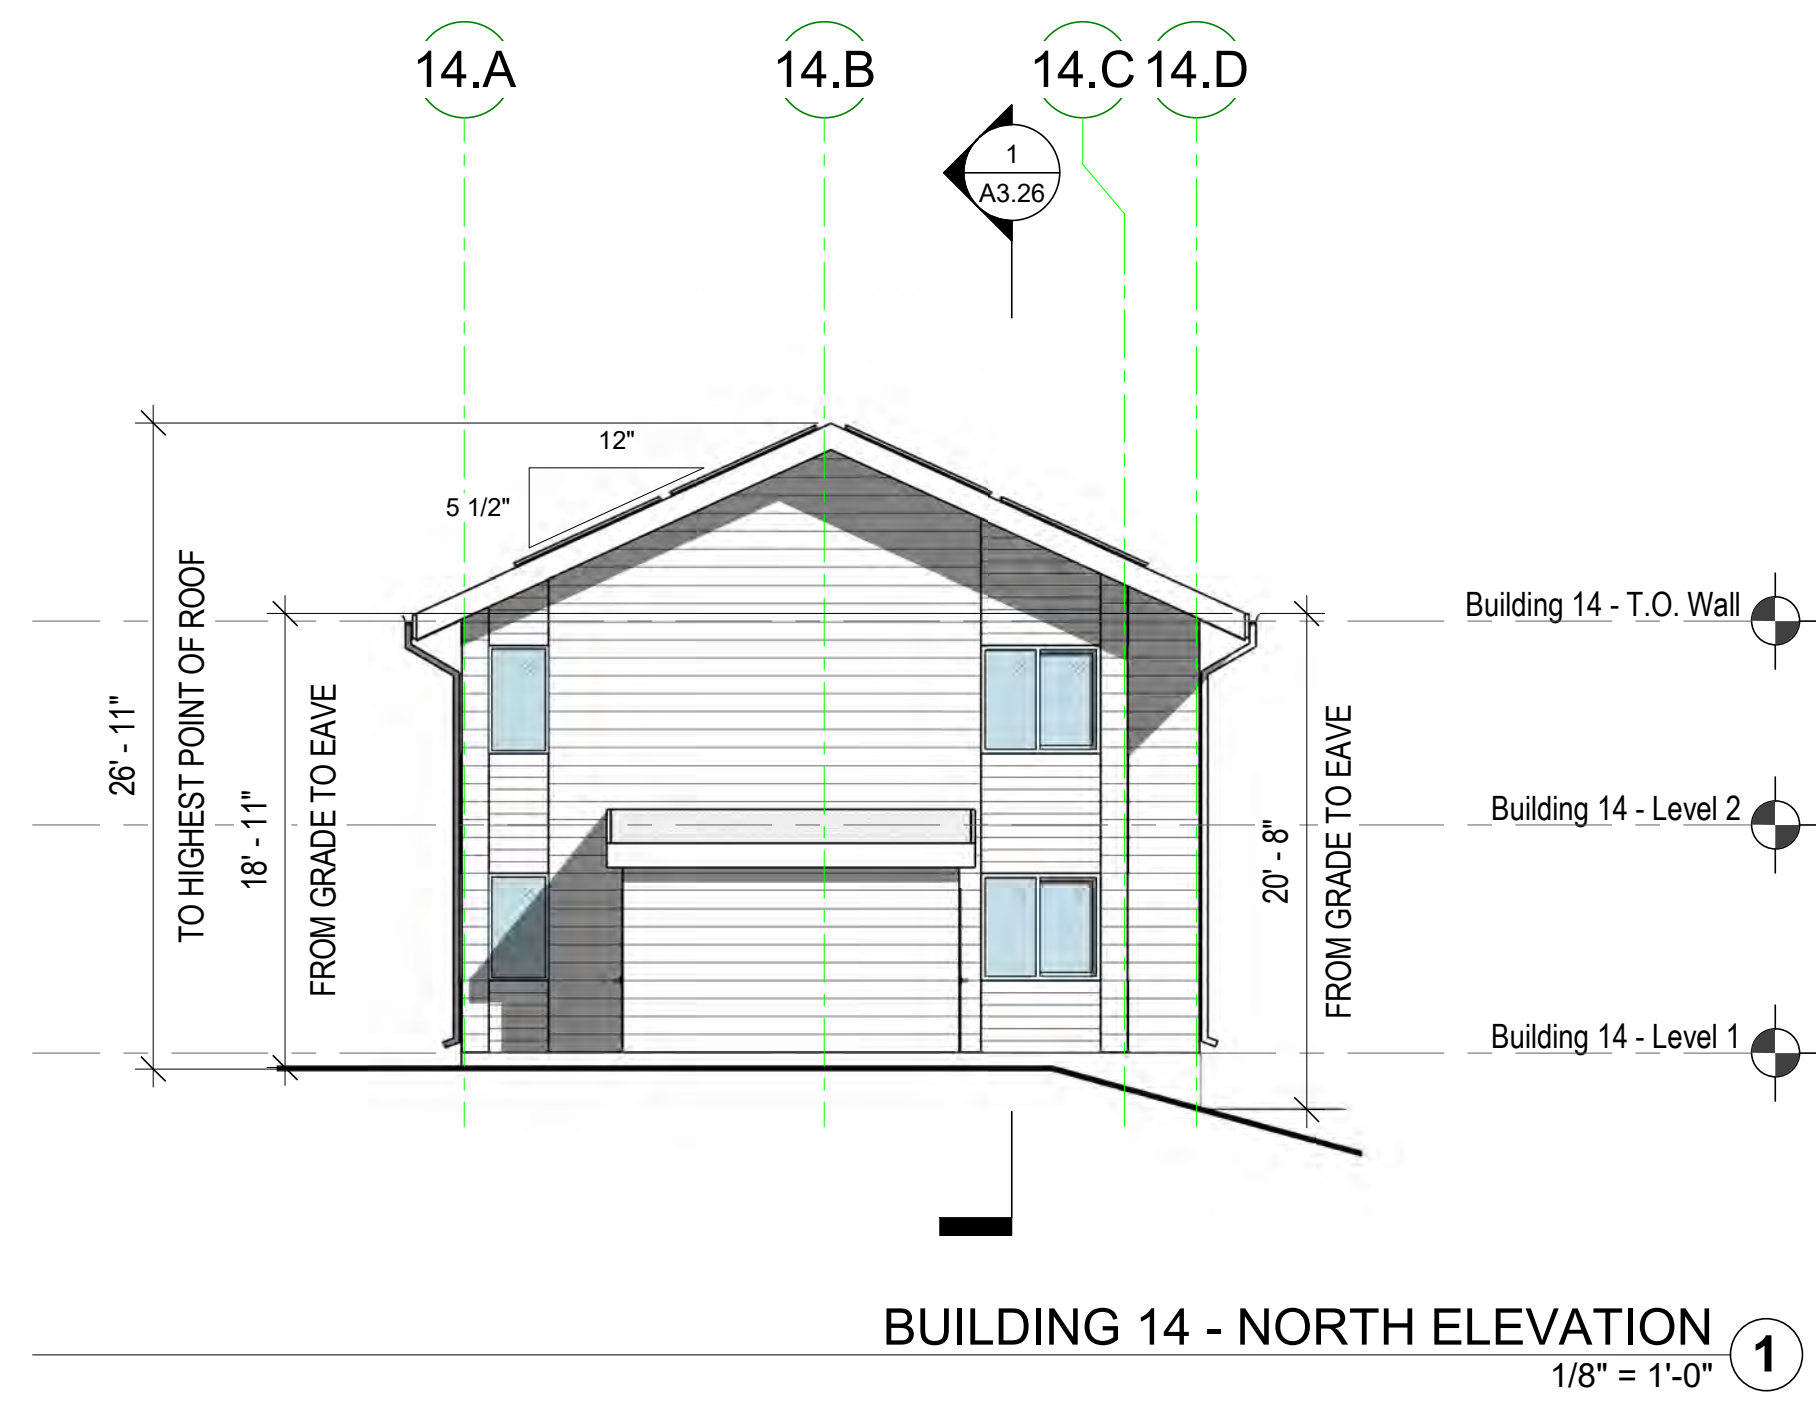 14.A
14.B
14.C
14.D
1
A3.26
12"
5 1/2"
26' - 11"
TO HIGHEST POINT OF ROOF
18' - 11"
FROM GRADE TO EAVE
20' - 8"
FROM GRADE TO EAVE
Building 14 - T.O. Wall
Building 14 - Level 2
Building 14 - Level 1
BUILDING 14 - NORTH ELEVATION
1
1/8" = 1'-0"